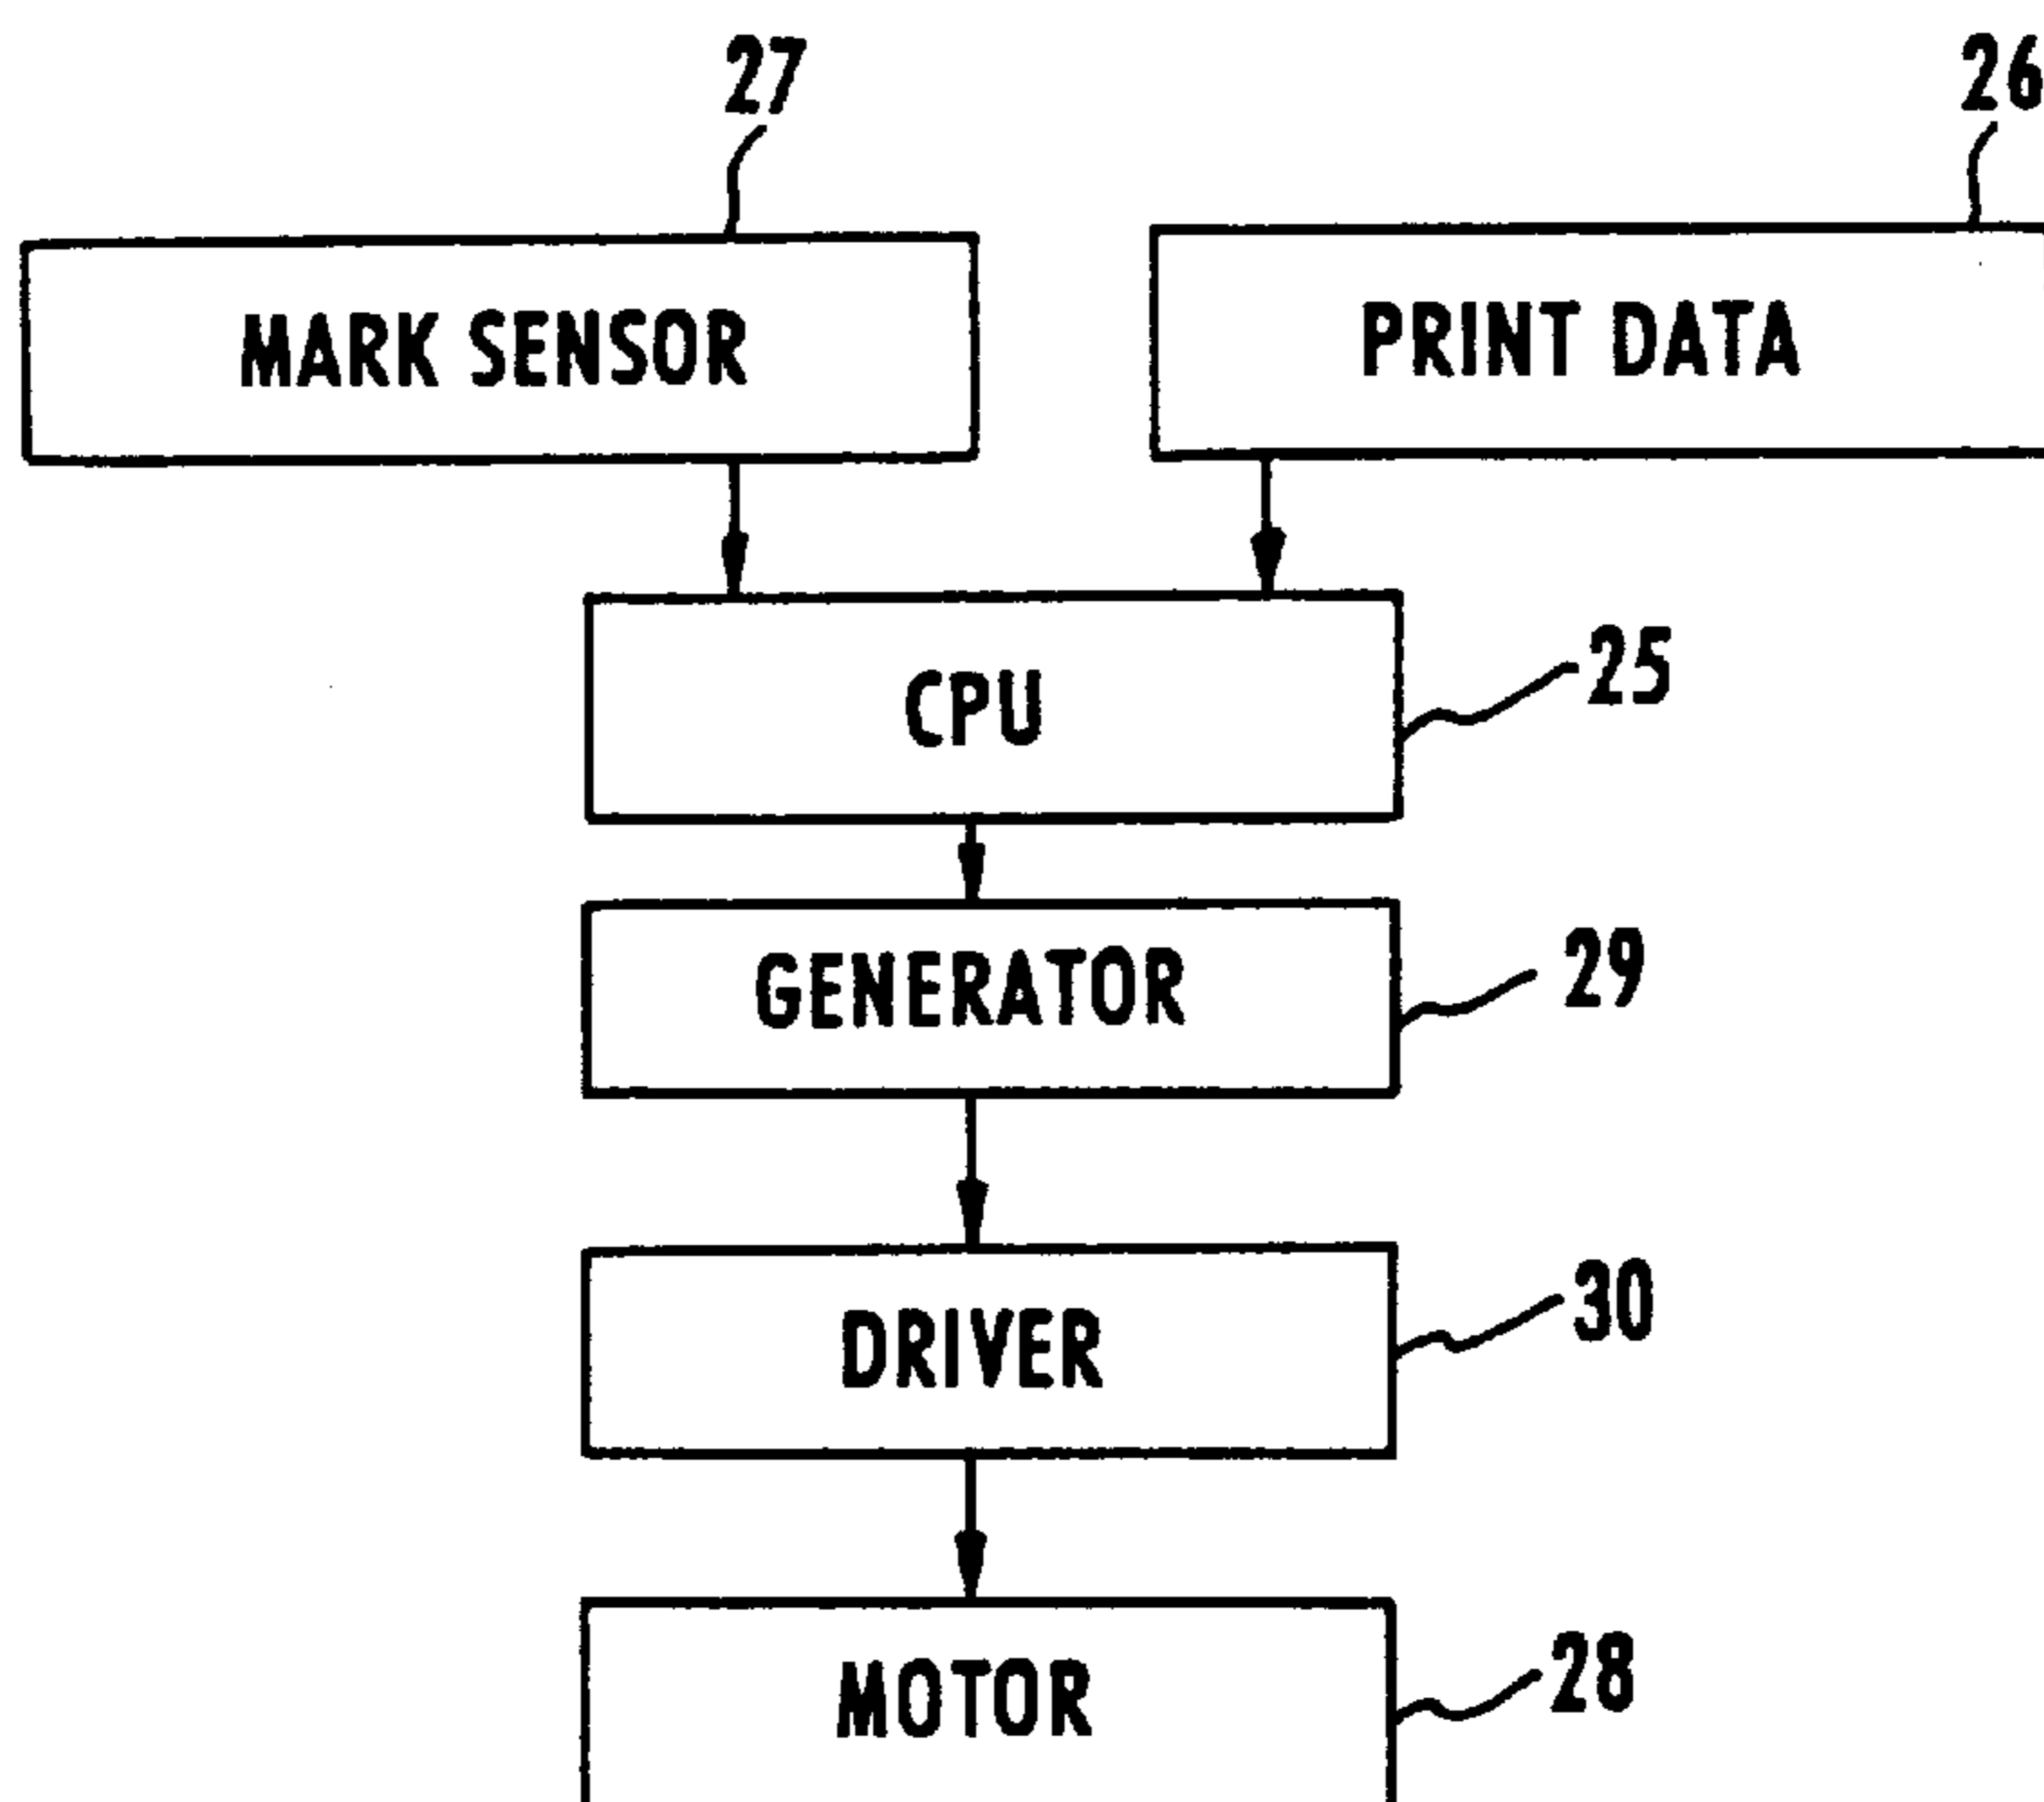 27
26
MARK SENSOR
PRINT DATA
CPU
25
GENERATOR
29
DRIVER
30
MOTOR
28